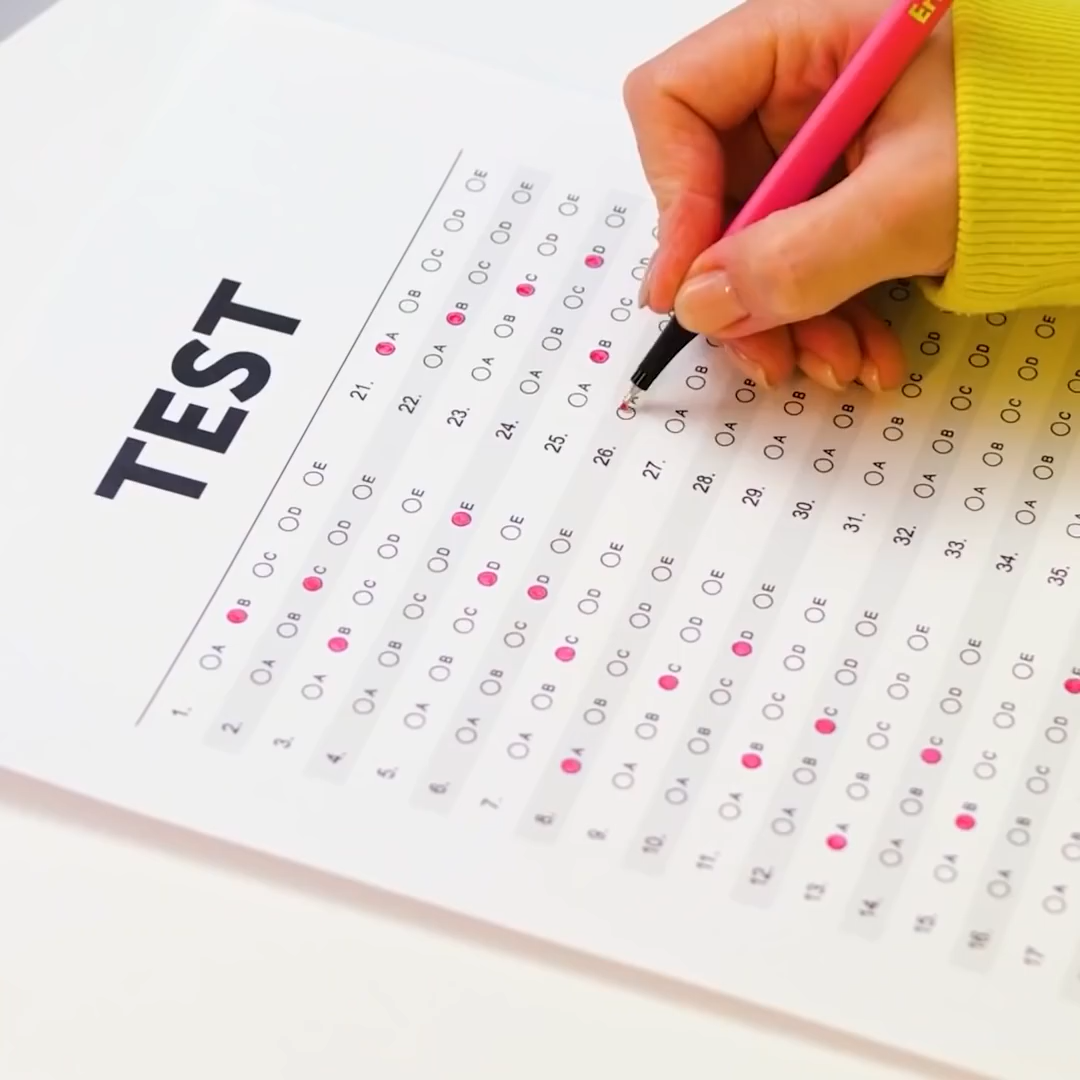 TEST
1. A B C D E
2. A B C D E
3. A B C D E
4. A B C D E
5. A B C D E
6. A B C D E
7. A B C D E
8. A B C D E
9. A B C D E
10. A B C D E
11. A B C D E
12. A B C D E
13. A B C D E
14. A B C D E
15. A B C D E
16. A B C D
17 A
21. A B C D E
22. A B C D E
23. A B C D E
24. A B C D E
25. A B C D
26.
27. A B
28. A B
29. A B
30. A B
31. A B C D
32. A B C D
33. A B C D E
34. A B C
35.